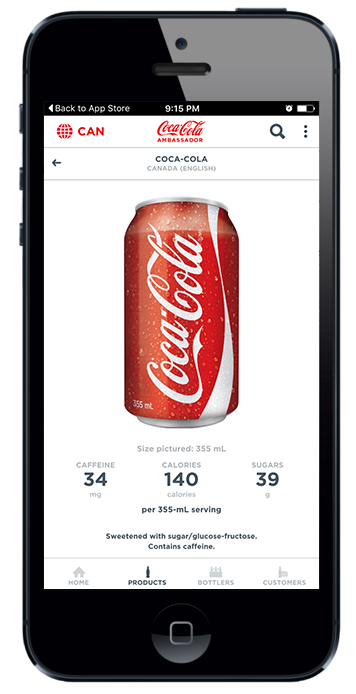 Back to App Store
9:15 PM
CAN
Coca-Cola
AMBASSADOR
COCA-COLA
CANADA (ENGLISH)
Coca-Cola
355 mL
Size pictured: 355 mL
CAFFEINE CALORIES SUGARS
34 140 39
mg calories g
per 355-mL serving
Sweetened with sugar/glucose-fructose.
Contains caffeine.
HOME PRODUCTS BOTTLERS CUSTOMERS